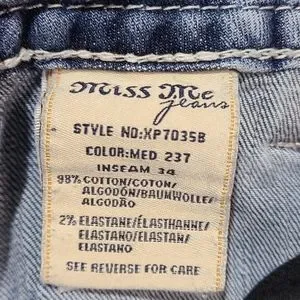 Miss Me
jeans
STYLE NO:XP7035B
COLOR:MED 237
INSEAM 34
98% COTTON/COTON/
ALGODÓN/BAUMWOLLE/
ALGODÃO
2% ELASTANE/ÉLASTHANNE/
ELASTANO/ELASTAN/
ELASTANO
SEE REVERSE FOR CARE